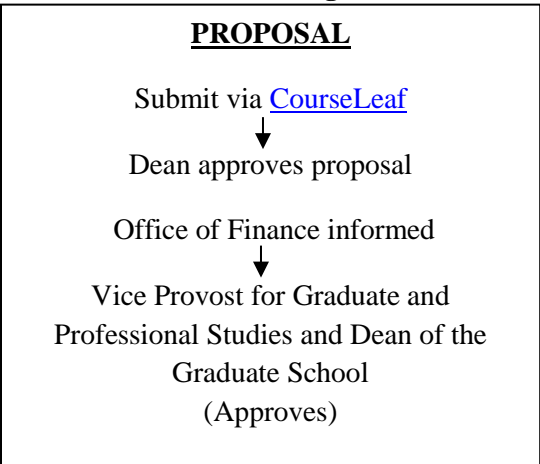 PROPOSAL
Submit via CourseLeaf
Dean approves proposal
Office of Finance informed
Vice Provost for Graduate and
Professional Studies and Dean of the
Graduate School
(Approves)